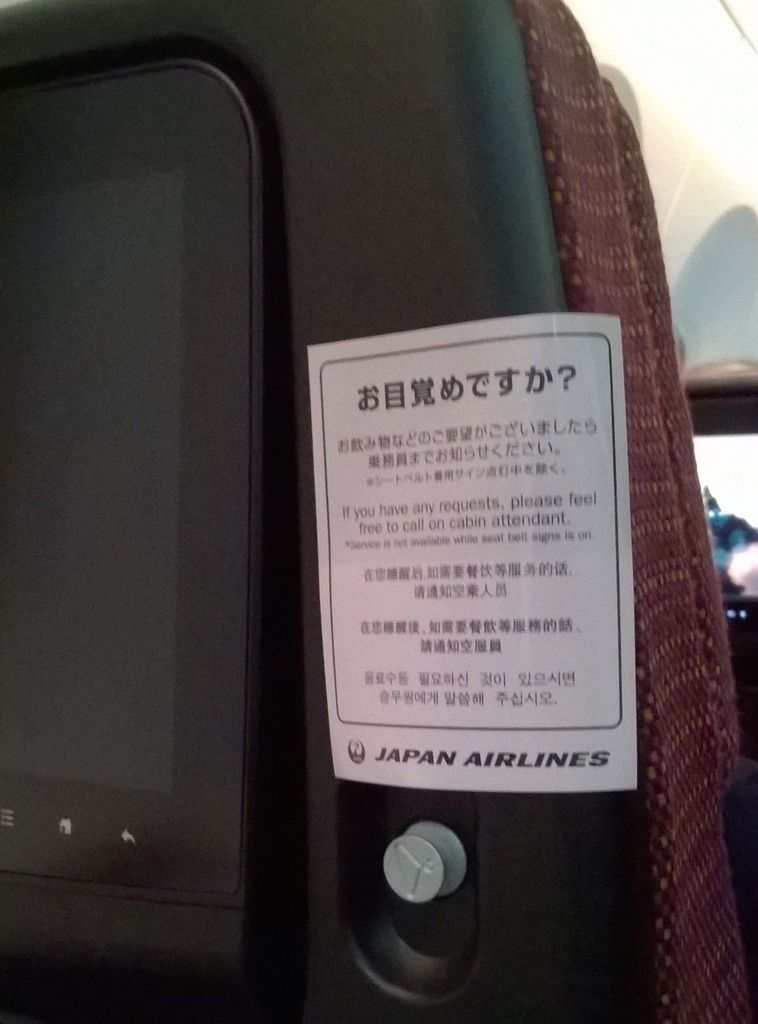 お目覚めですか?
お飲み物などのご要望がございましたら
乗務員までお知らせください。
※シートベルト着用サイン点灯中を除く。
If you have any requests, please feel
free to call on cabin attendant.
*Service is not available while seat belt signs is on.
在您睡醒后,如需要餐饮等服务的话,
请通知空乘人员
在您睡醒後、如需要餐飲等服務的話、
請通知空服員
음료수등 필요하신 것이 있으시면
승무원에게 말씀해 주십시오.
JAPAN AIRLINES